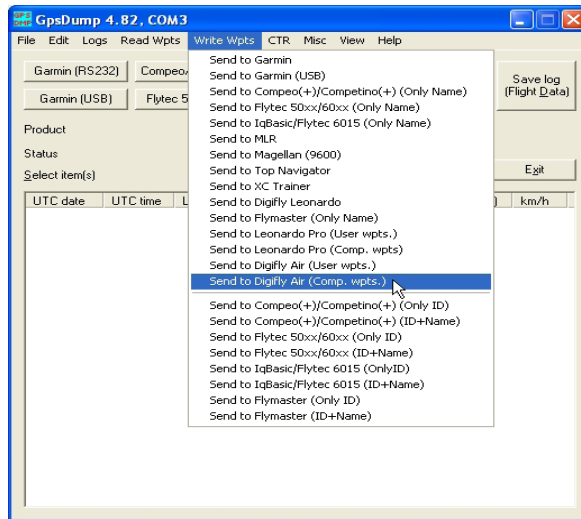 GPS DMP GpsDump 4.82, COM3
File Edit Logs Read Wpts Write Wpts CTR Misc View Help
Garmin (RS232) Compeo
Garmin (USB) Flytec 5
Save log
(Flight Data)
Product
Status
Select item(s)
Exit
UTC date UTC time L ) km/h
Send to Garmin
Send to Garmin (USB)
Send to Compeo(+)/Competino(+) (Only Name)
Send to Flytec 50xx/60xx (Only Name)
Send to IqBasic/Flytec 6015 (Only Name)
Send to MLR
Send to Magellan (9600)
Send to Top Navigator
Send to XC Trainer
Send to Digifly Leonardo
Send to Flymaster (Only Name)
Send to Leonardo Pro (User wpts.)
Send to Leonardo Pro (Comp. wpts)
Send to Digifly Air (User wpts.)
Send to Digifly Air (Comp. wpts.)
Send to Compeo(+)/Competino(+) (Only ID)
Send to Compeo(+)/Competino(+) (ID+Name)
Send to Flytec 50xx/60xx (Only ID)
Send to Flytec 50xx/60xx (ID+Name)
Send to IqBasic/Flytec 6015 (OnlyID)
Send to IqBasic/Flytec 6015 (ID+Name)
Send to Flymaster (Only ID)
Send to Flymaster (ID+Name)